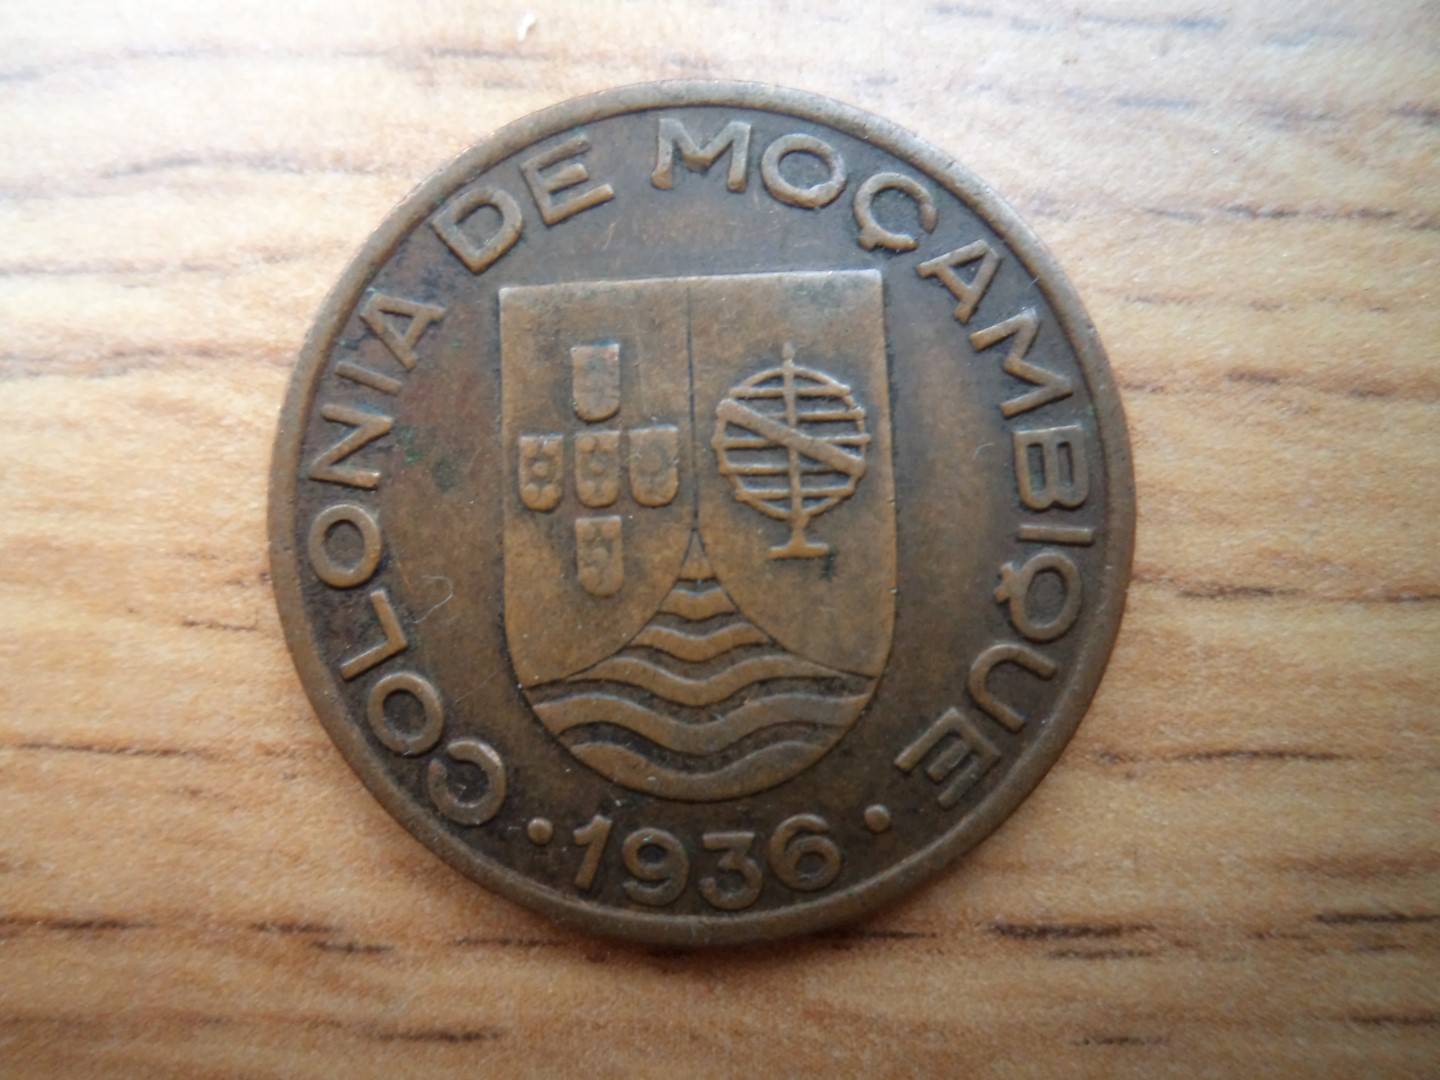 COLONIA DE MOÇAMBIQUE
· 1936 ·